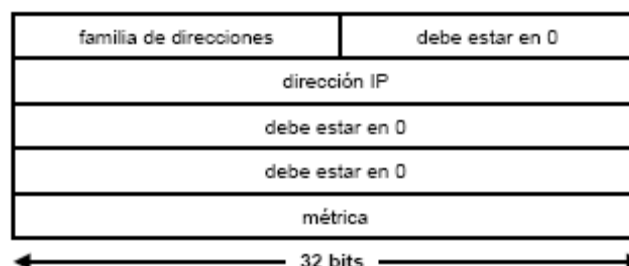 familia de direcciones
debe estar en 0
dirección IP
debe estar en 0
debe estar en 0
métrica
32 bits